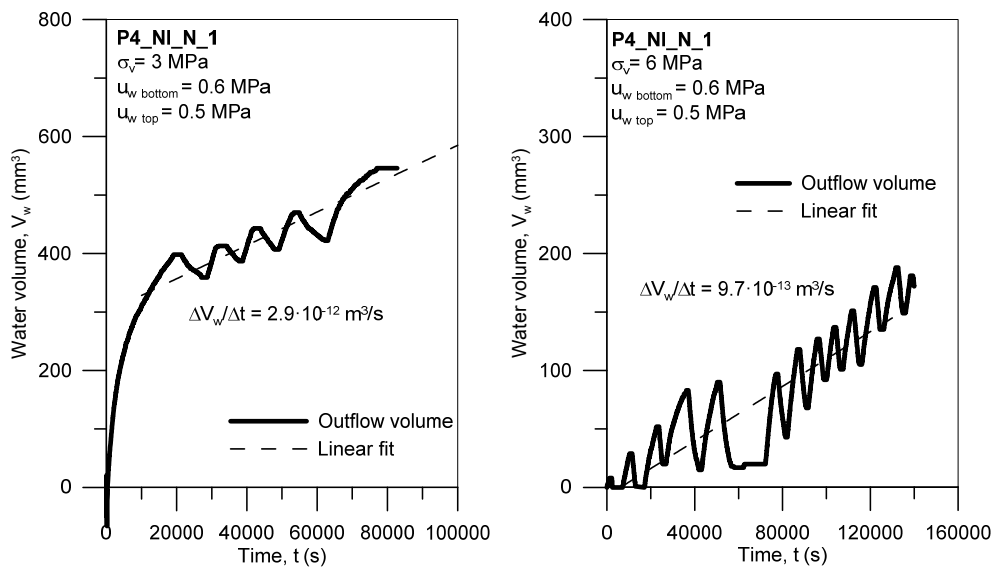 P4_NI_N_1
σv= 3 MPa
uw bottom = 0.6 MPa
uw top = 0.5 MPa
800
600
400
200
0
Water volume, Vw (mm³)
ΔVw/Δt = 2.9·10⁻¹² m³/s
Outflow volume
Linear fit
0 20000 40000 60000 80000 100000
Time, t (s)
P4_NI_N_1
σv= 6 MPa
uw bottom = 0.6 MPa
uw top = 0.5 MPa
400
300
200
100
0
Water volume, Vw (mm³)
Outflow volume
Linear fit
ΔVw/Δt = 9.7·10⁻¹³ m³/s
0 40000 80000 120000 160000
Time, t (s)